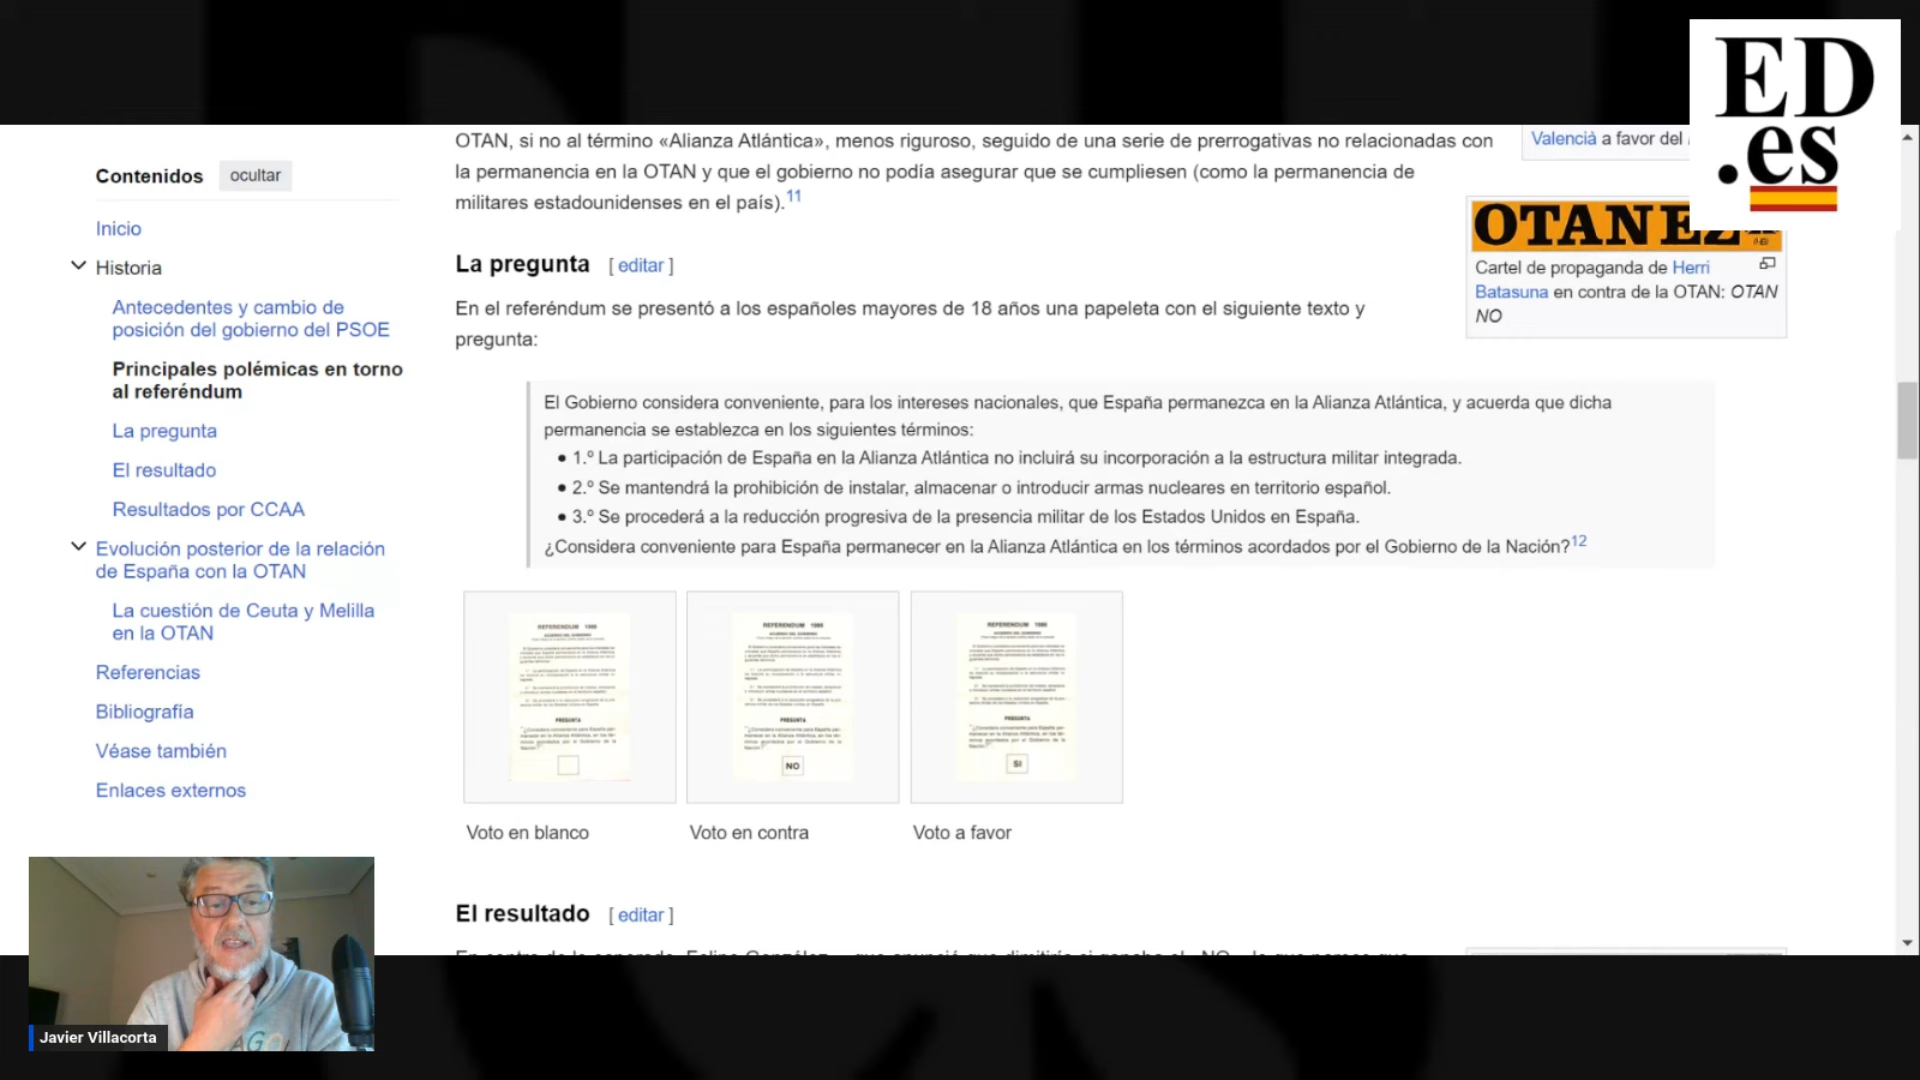 ED
.es
OTAN, si no al término «Alianza Atlántica», menos riguroso, seguido de una serie de prerrogativas no relacionadas con
la permanencia en la OTAN y que el gobierno no podía asegurar que se cumpliesen (como la permanencia de
militares estadounidenses en el país).11
Valencià a favor del
Contenidos ocultar
Inicio
Historia
Antecedentes y cambio de
posición del gobierno del PSOE
Principales polémicas en torno
al referéndum
La pregunta
El resultado
Resultados por CCAA
Evolución posterior de la relación
de España con la OTAN
La cuestión de Ceuta y Melilla
en la OTAN
Referencias
Bibliografía
Véase también
Enlaces externos
OTAN EZ
Cartel de propaganda de Herri
Batasuna en contra de la OTAN: OTAN
NO
La pregunta [ editar ]
En el referéndum se presentó a los españoles mayores de 18 años una papeleta con el siguiente texto y
pregunta:
El Gobierno considera conveniente, para los intereses nacionales, que España permanezca en la Alianza Atlántica, y acuerda que dicha
permanencia se establezca en los siguientes términos:
• 1.º La participación de España en la Alianza Atlántica no incluirá su incorporación a la estructura militar integrada.
• 2.º Se mantendrá la prohibición de instalar, almacenar o introducir armas nucleares en territorio español.
• 3.º Se procederá a la reducción progresiva de la presencia militar de los Estados Unidos en España.
¿Considera conveniente para España permanecer en la Alianza Atlántica en los términos acordados por el Gobierno de la Nación?12
REFERENDUM 1986
PREGUNTA
REFERENDUM 1986
PREGUNTA
NO
REFERENDUM 1986
PREGUNTA
SI
Voto en blanco
Voto en contra
Voto a favor
El resultado [ editar ]
Javier Villacorta